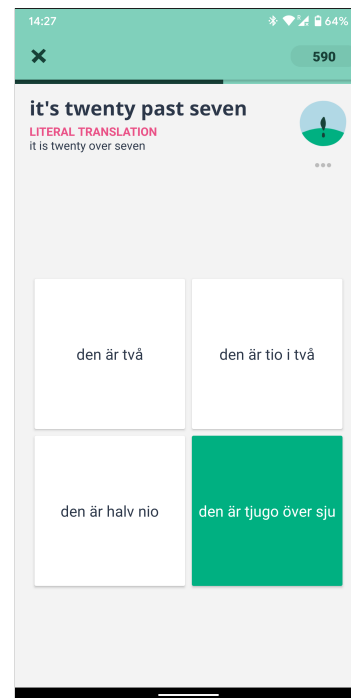 14:27
64%
590
it's twenty past seven
LITERAL TRANSLATION
it is twenty over seven
den är två
den är tio i två
den är halv nio
den är tjugo över sju